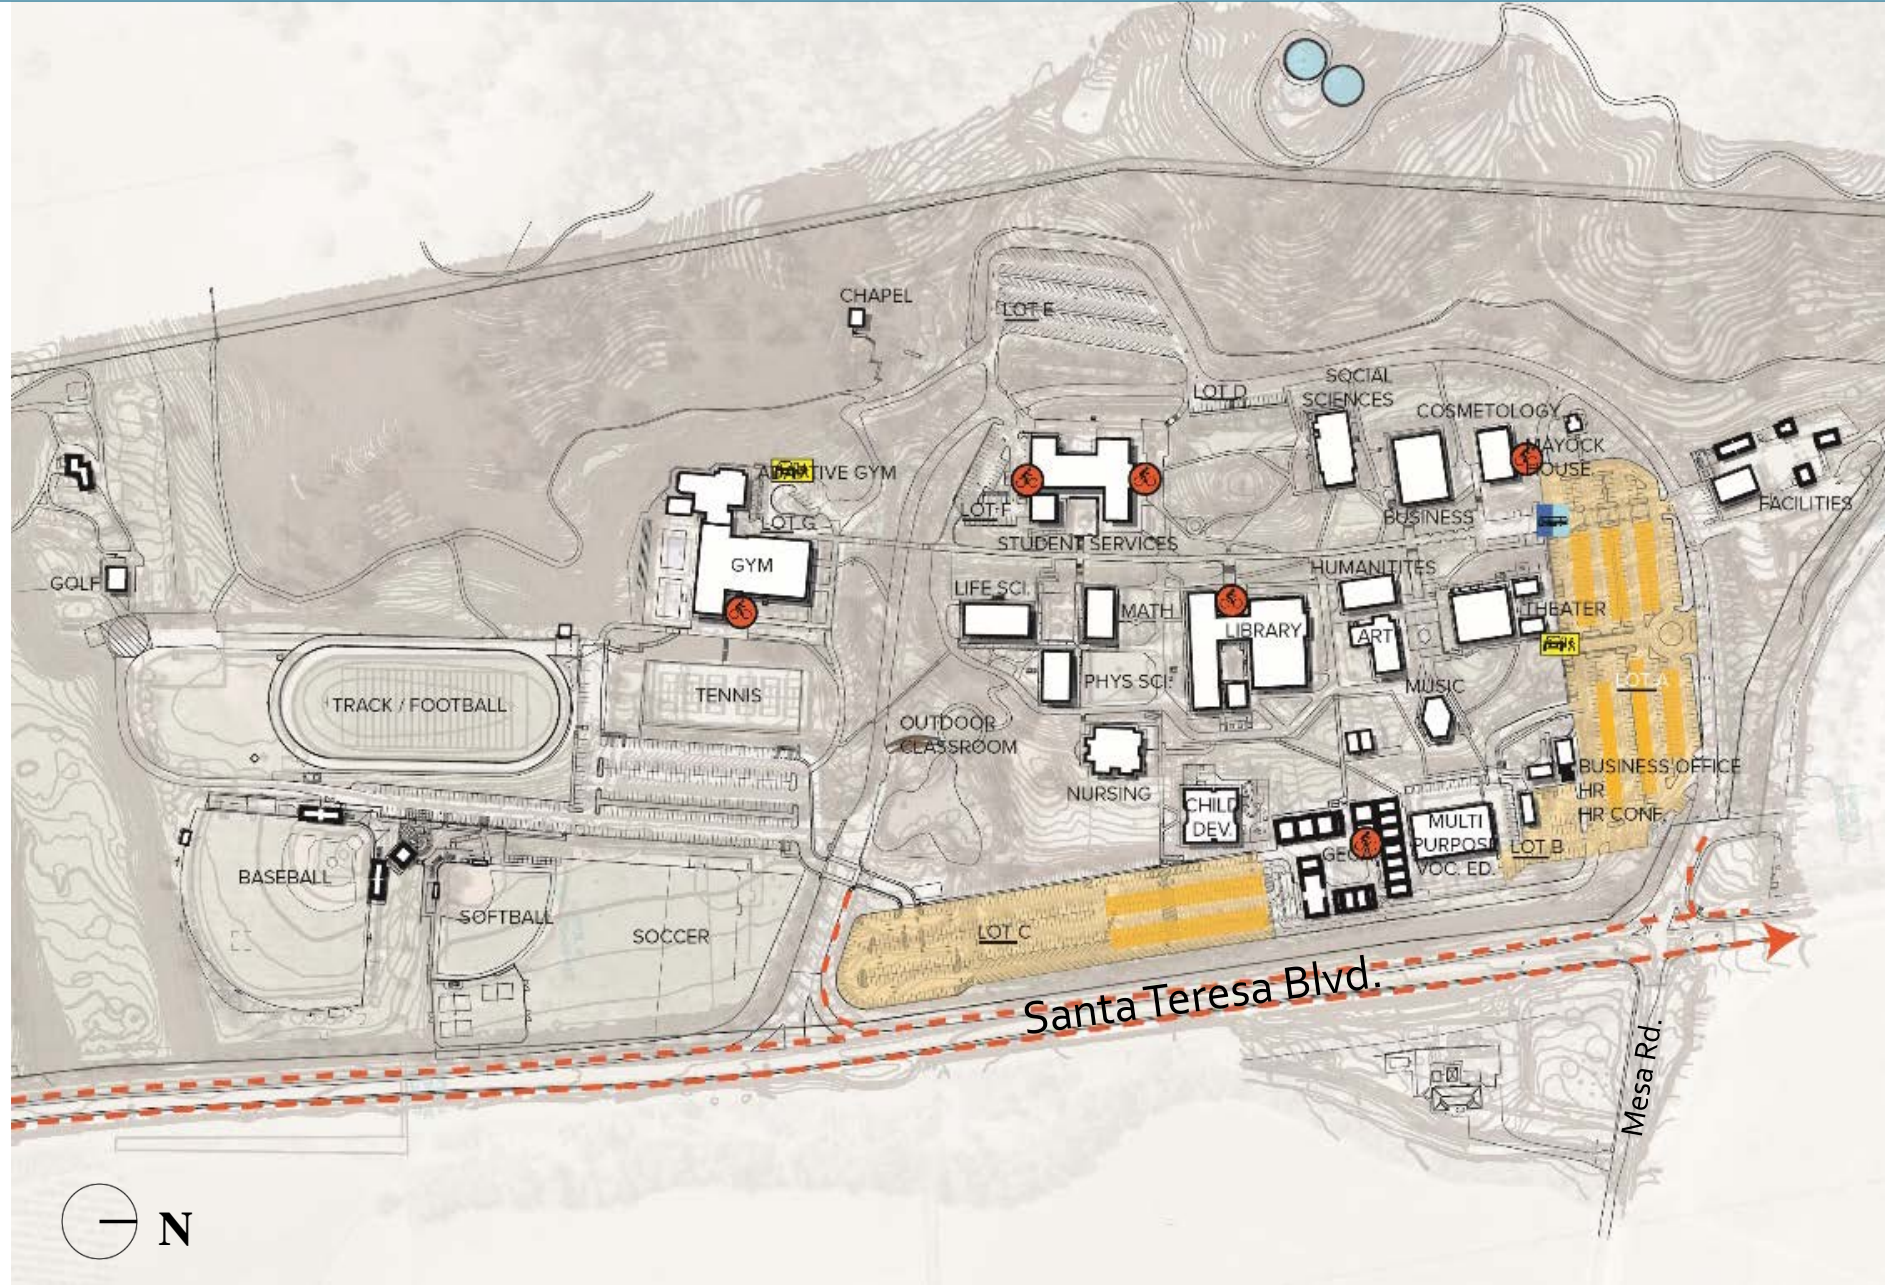 CHAPEL
LOT E
LOT D
SOCIAL
SCIENCES
COSMETOLOGY
MAYOCK
HOUSE
ADAPTIVE GYM
LOT F
LOT G
BUSINESS
FACILITIES
STUDENT SERVICES
GYM
HUMANITITES
GOLF
LIFE SCI.
MATH
THEATER
LIBRARY
ART
PHYS SCI.
LOT A
MUSIC
TRACK / FOOTBALL
TENNIS
OUTDOOR
CLASSROOM
BUSINESS OFFICE
HR
HR CONF.
NURSING
CHILD
DEV.
MULTI
PURPOSE
VOC. ED.
LOT B
BASEBALL
SOFTBALL
SOCCER
LOT C
Santa Teresa Blvd.
Mesa Rd.
N